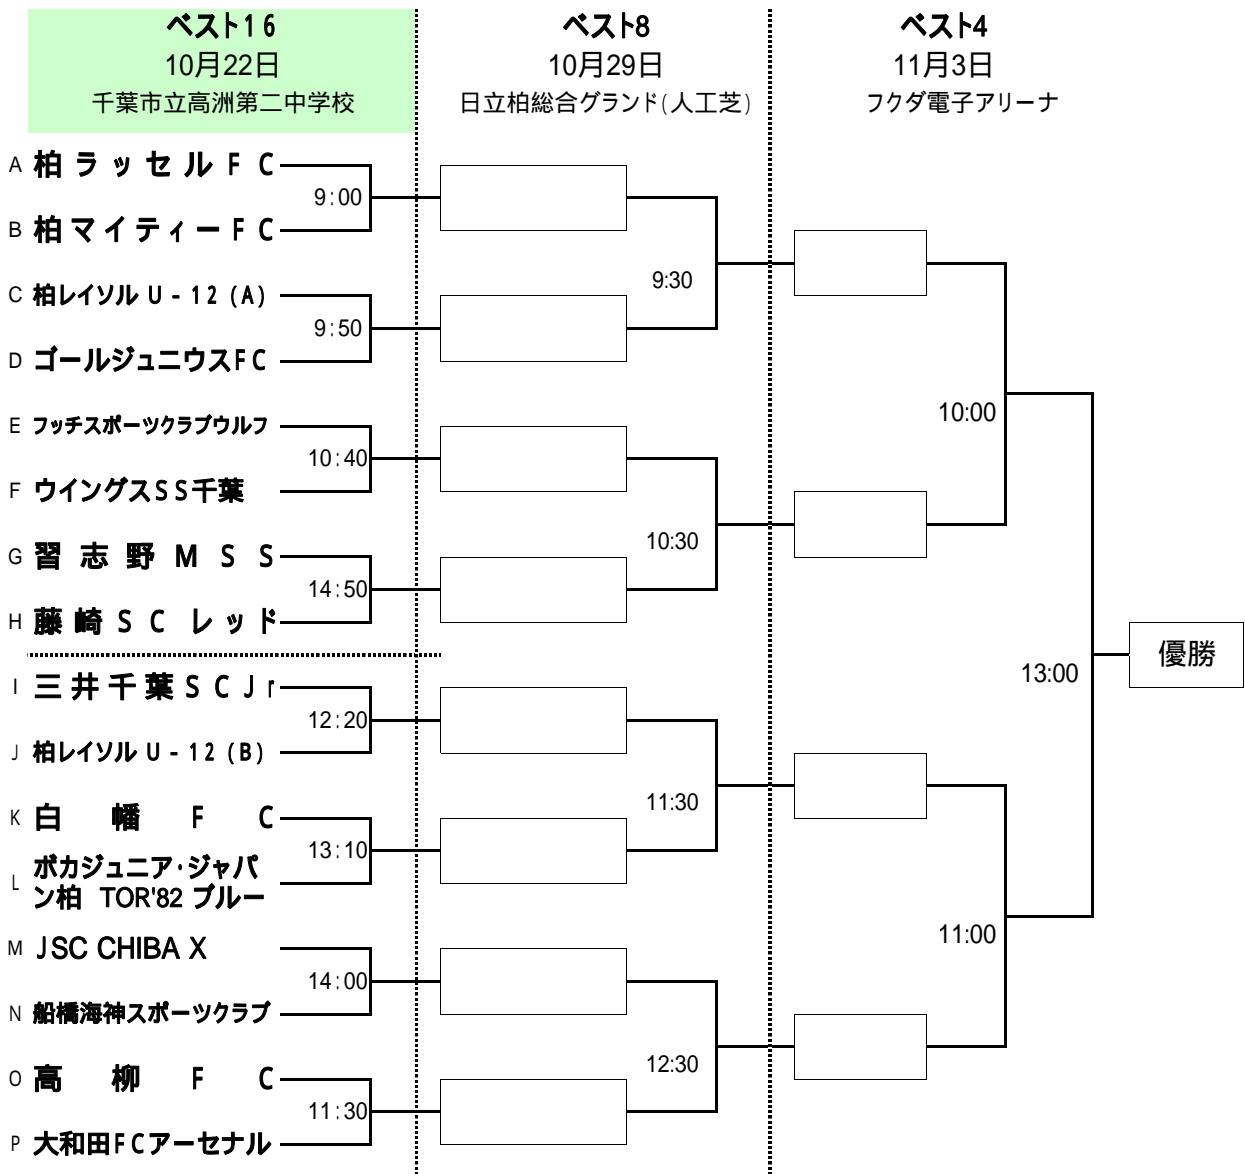 ベスト16
10月22日
千葉市立高洲第二中学校
ベスト8
10月29日
日立柏総合グランド(人工芝)
ベスト4
11月3日
フクダ電子アリーナ
A 柏ラッセルFC
9:00
B 柏マイティーFC
C 柏レイソルU-12(A)
9:50
D ゴールジュニウスFC
9:30
E フッチスポーツクラブウルフ
10:40
F ウイングスSS千葉
10:00
G 習志野MSS
14:50
H 藤崎SCレッド
10:30
I 三井千葉SCJr
12:20
J 柏レイソルU-12(B)
13:00
優勝
K 白幡FC
13:10
L ボカジュニア・ジャパ
ン柏 TOR'82 ブルー
11:30
M JSC CHIBA X
14:00
N 船橋海神スポーツクラブ
11:00
O 高柳FC
11:30
P 大和田FCアーセナル
12:30